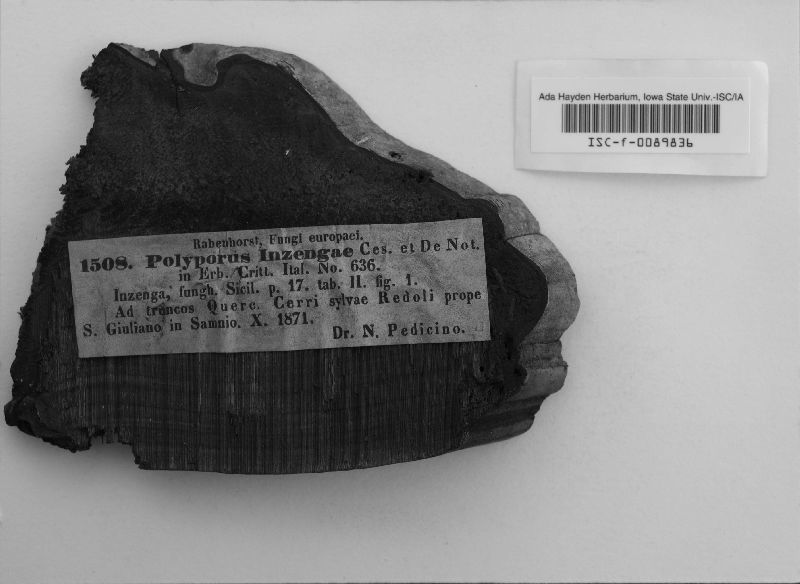 Ada Hayden Herbarium, Iowa State Univ.-ISC/IA
ISC-f-0089836
Rabenhorst, Fungi europaei.
1508. Polyporus Inzengae Ces. et De Not.
in Erb. Critt. Ital. No. 636.
Inzenga, fungh. Sicil. p. 17. tab. II. fig. 1.
Ad truncos Querc. Cerri sylvae Redoli prope
S. Giuliano in Samnio. X. 1871.
Dr. N. Pedicino.